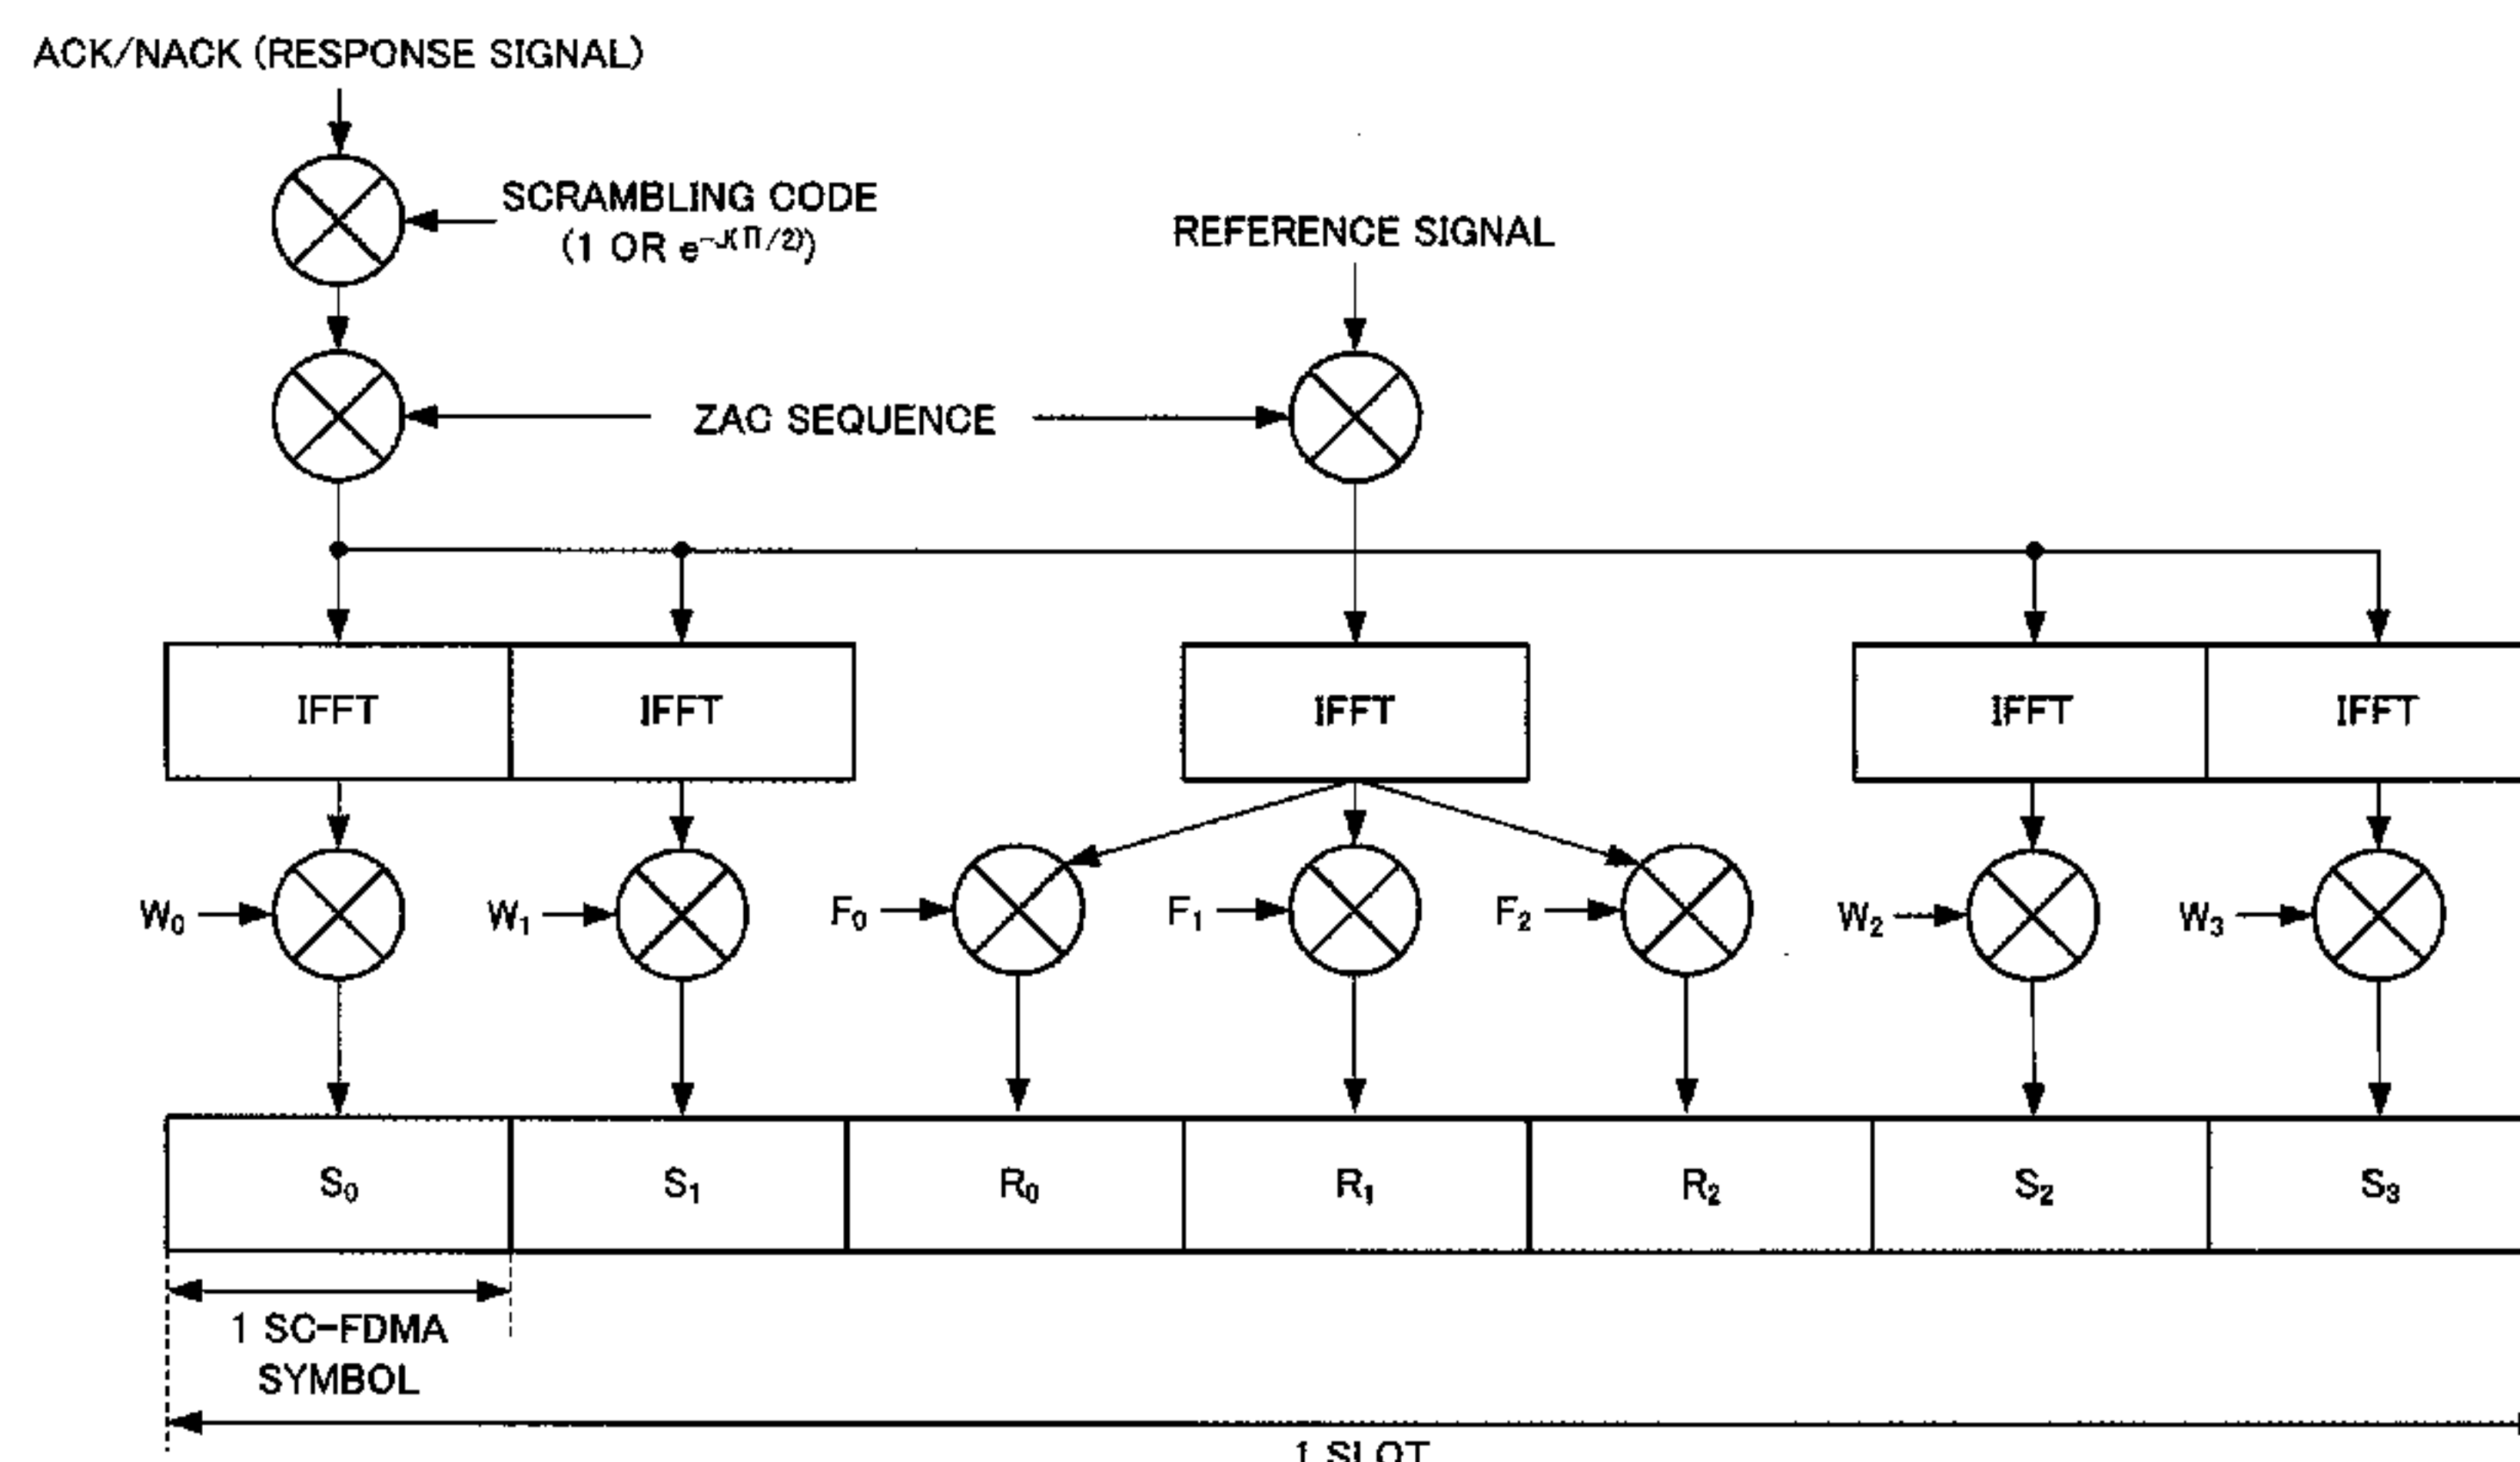 ACK/NACK (RESPONSE SIGNAL)
SCRAMBLING CODE
(1 OR e^-J(Π/2))
REFERENCE SIGNAL
ZAC SEQUENCE
IFFT IFFT IFFT IFFT IFFT
W0 W1 F0 F1 F2 W2 W3
S0 S1 R0 R1 R2 S2 S3
1 SC-FDMA
SYMBOL
1 SLOT